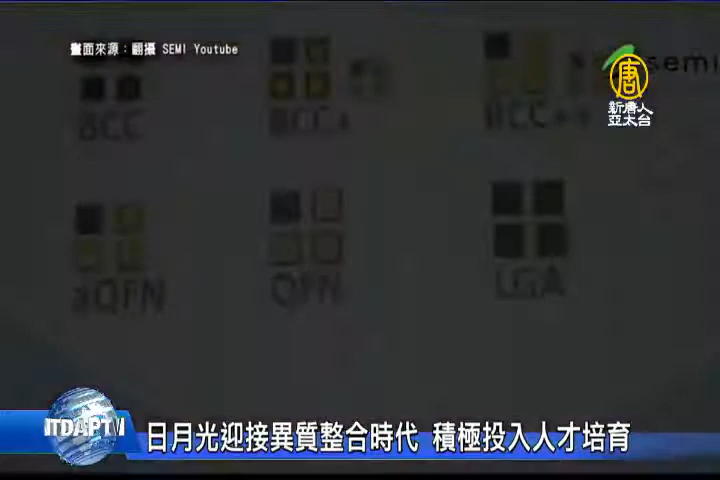 畫面來源：翻攝 SEMI Youtube
semi
唐
新唐人
亞太台
BCC
BCC+
BCC++
aQFN
QFN
LGA
NTDAPTV
日月光迎接異質整合時代 積極投入人才培育